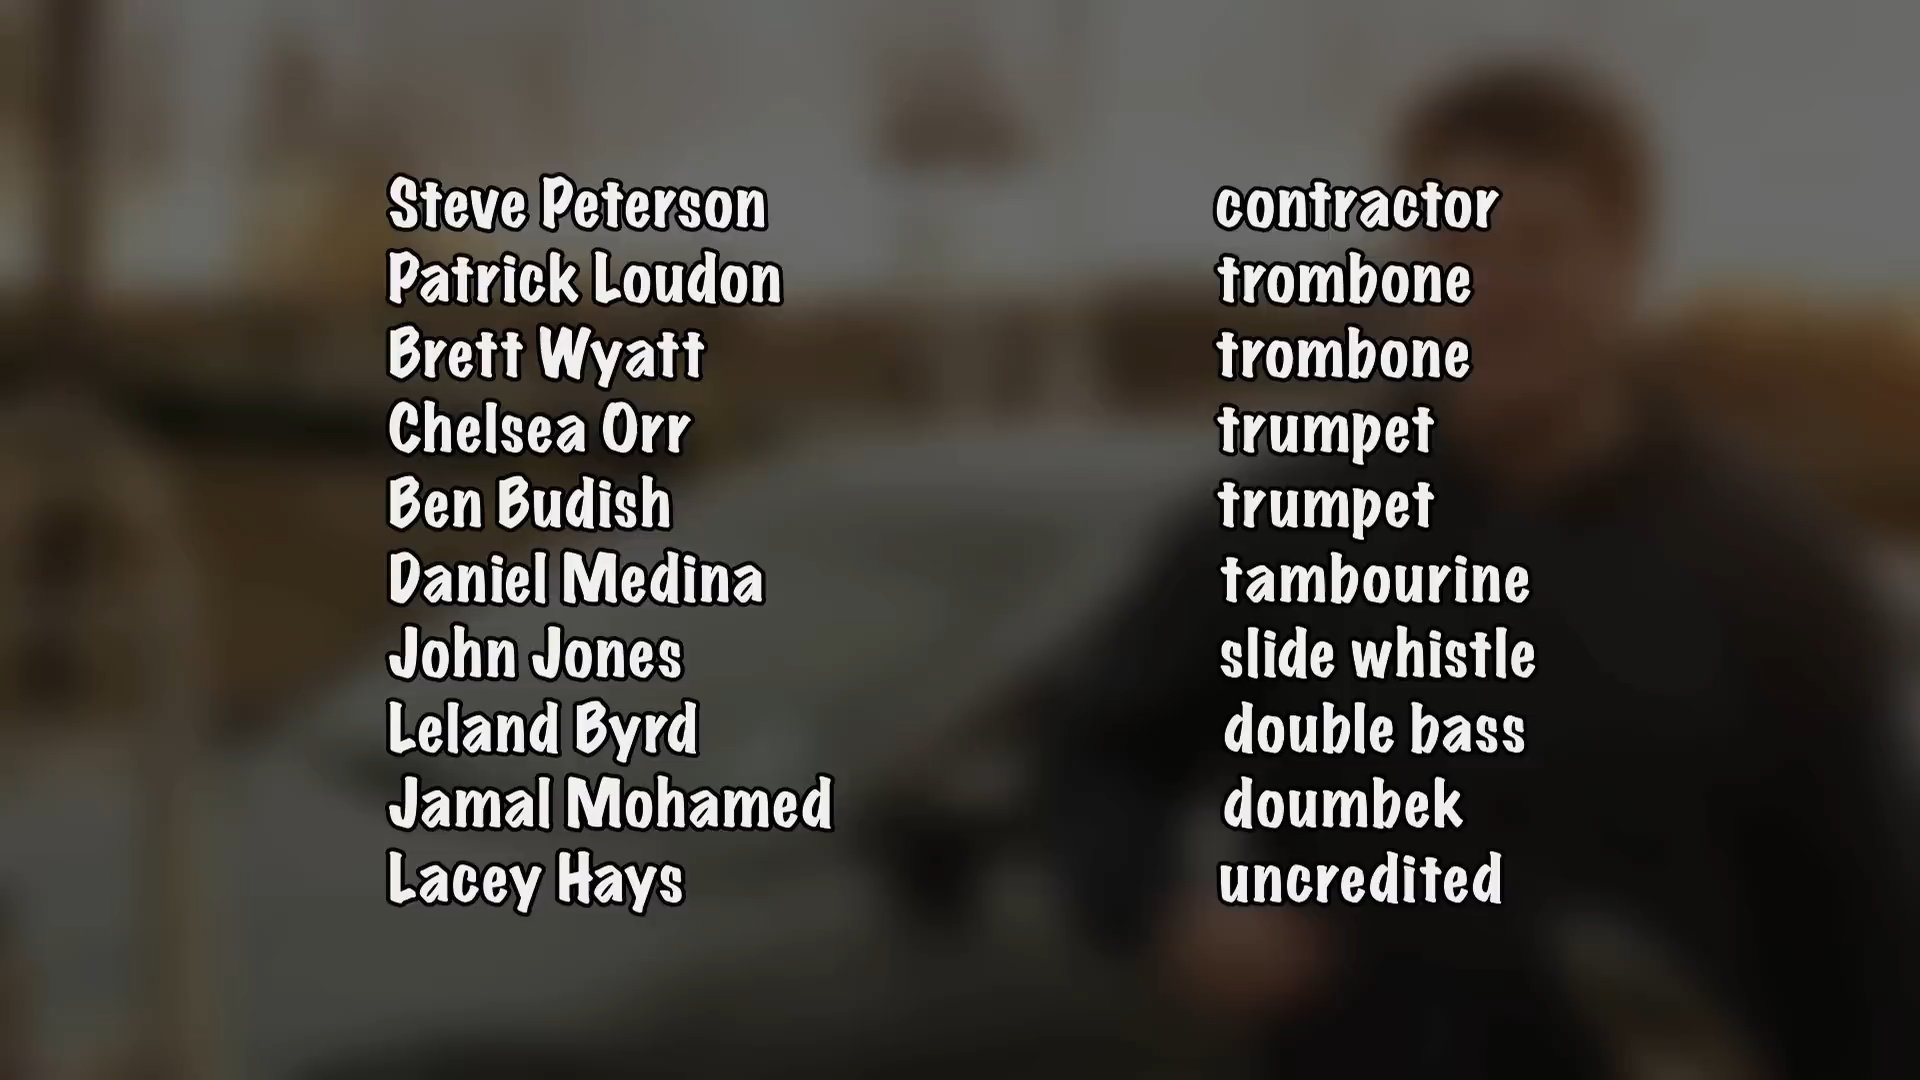 Steve Peterson contractor
Patrick Loudon trombone
Brett Wyatt trombone
Chelsea Orr trumpet
Ben Budish trumpet
Daniel Medina tambourine
John Jones slide whistle
Leland Byrd double bass
Jamal Mohamed doumbek
Lacey Hays uncredited